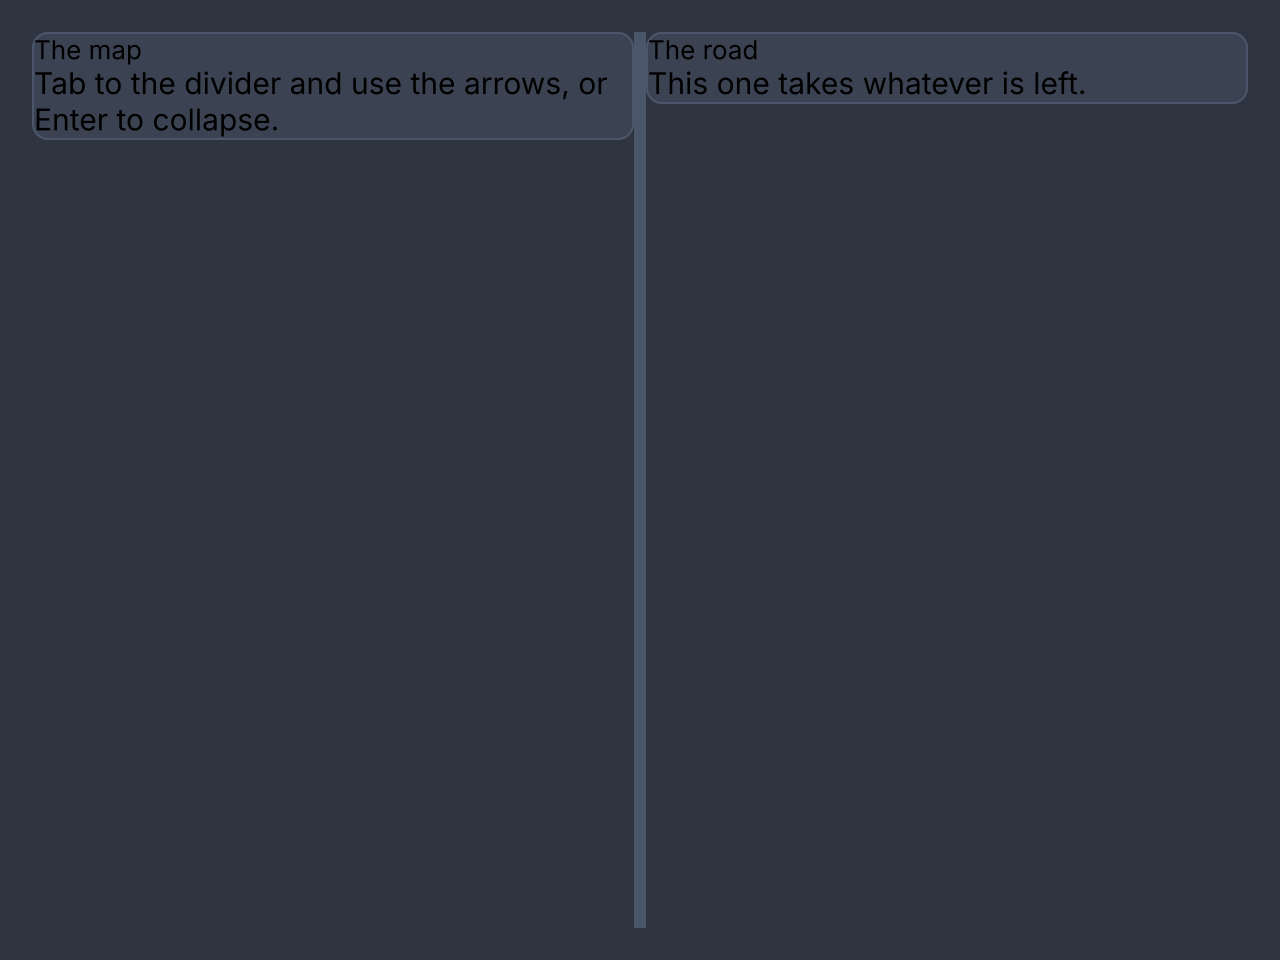 The map
Tab to the divider and use the arrows, or
Enter to collapse.
The road
This one takes whatever is left.